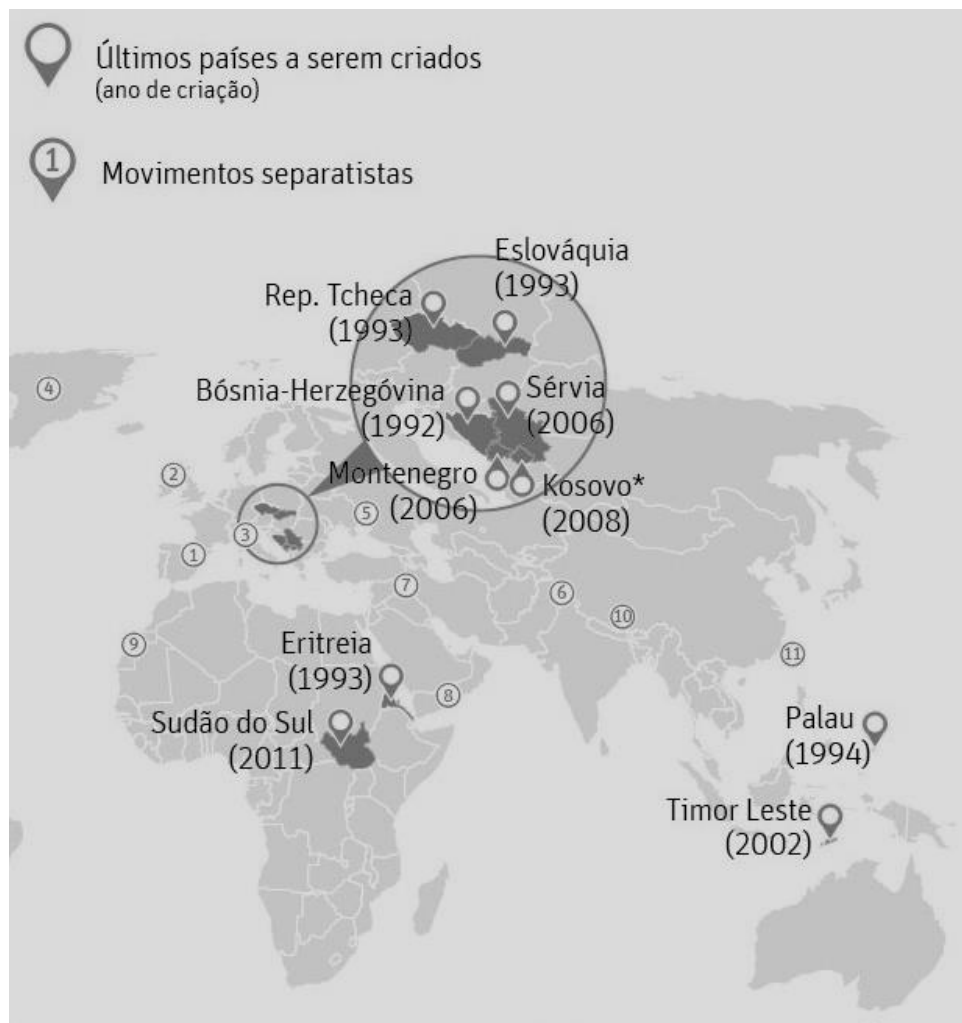 Últimos países a serem criados
(ano de criação)
1
Movimentos separatistas
Eslováquia
(1993)
Rep. Tcheca
(1993)
Bósnia-Herzegóvina
(1992)
Sérvia
(2006)
Montenegro
(2006)
Kosovo*
(2008)
4
2
5
3
1
7
6
10
9
11
8
Eritreia
(1993)
Sudão do Sul
(2011)
Palau
(1994)
Timor Leste
(2002)